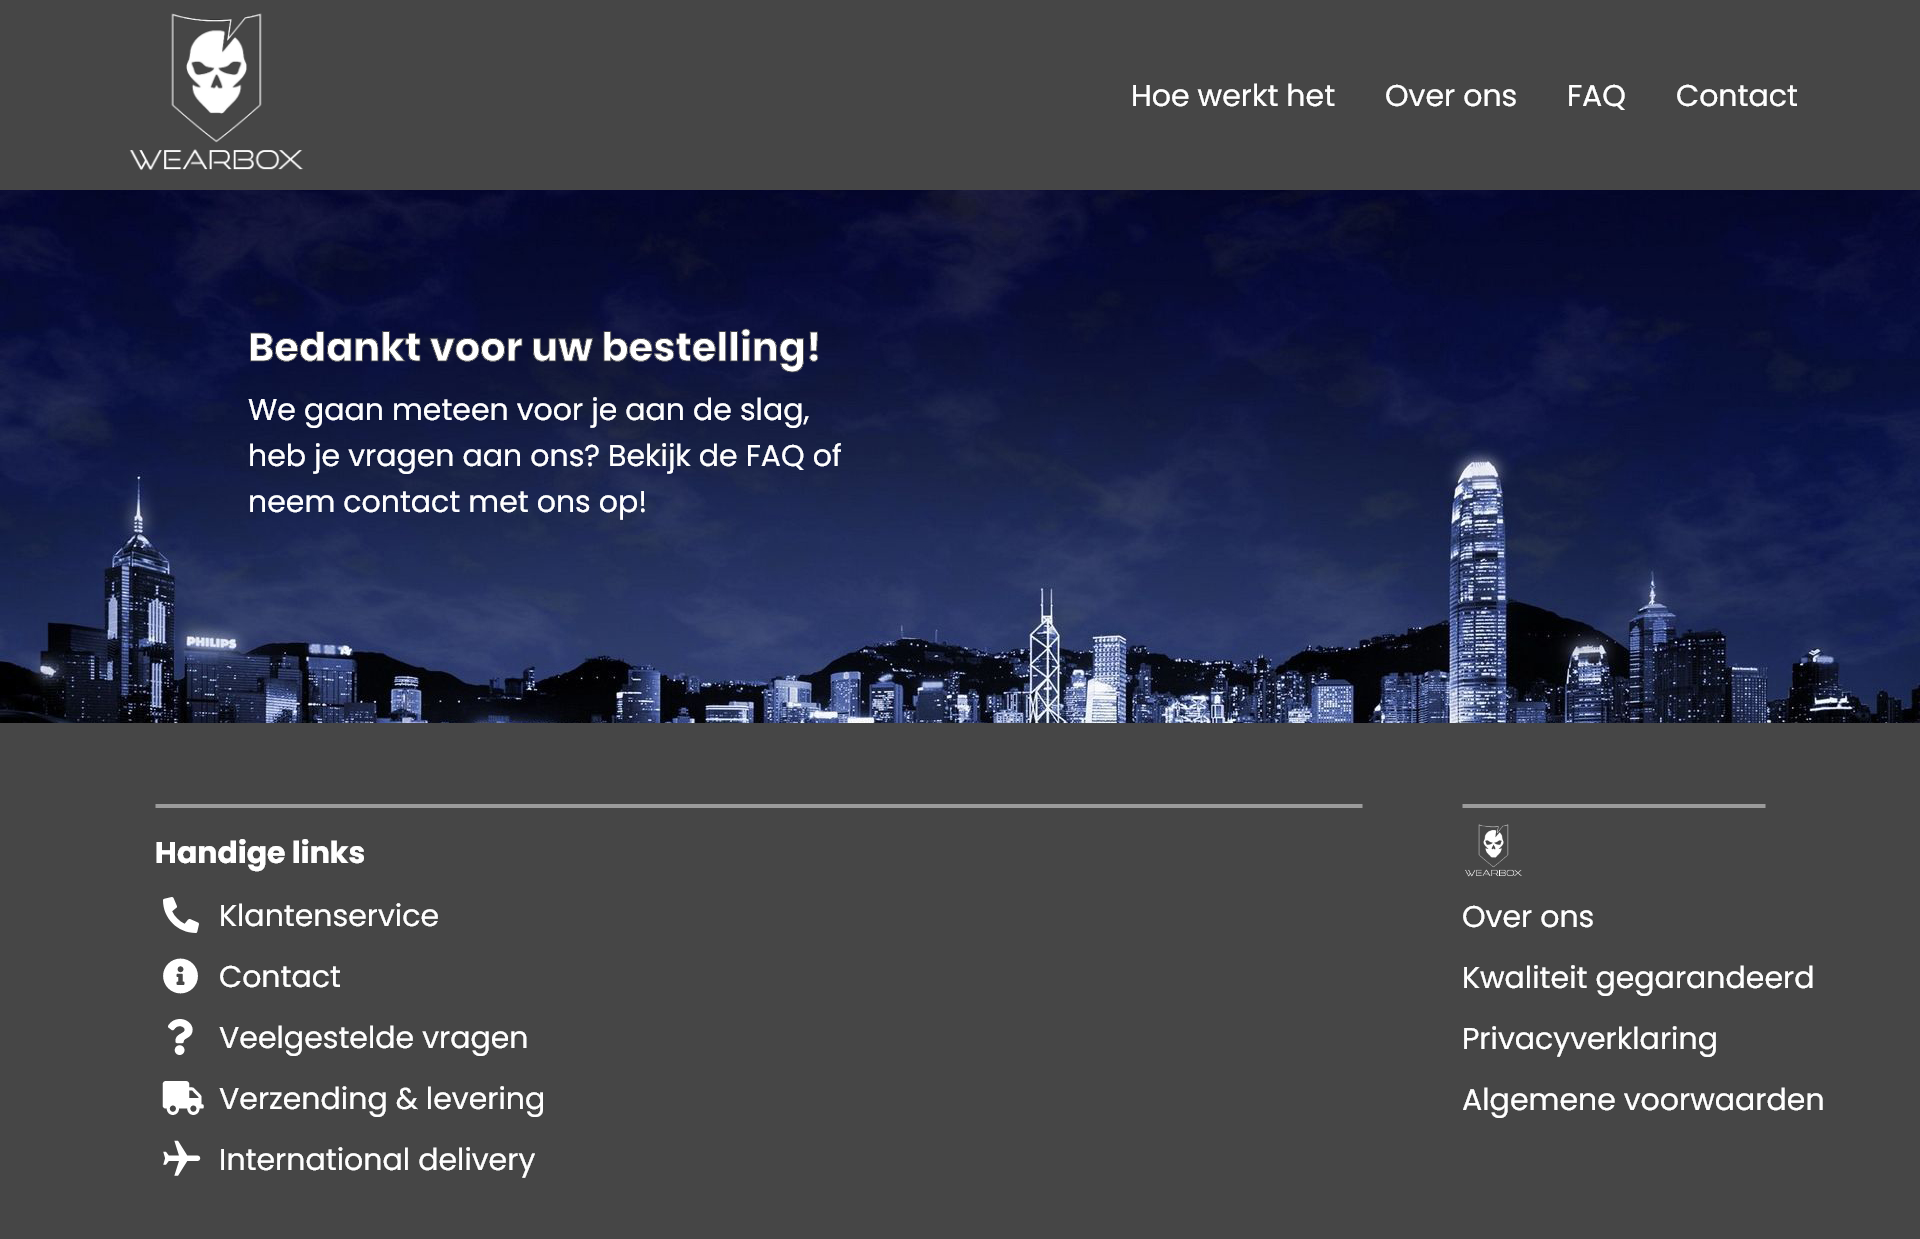 WEARBOX
Hoe werkt het
Over ons
FAQ
Contact
Bedankt voor uw bestelling!
We gaan meteen voor je aan de slag,
heb je vragen aan ons? Bekijk de FAQ of
neem contact met ons op!
PHILIPS
Handige links
Klantenservice
Contact
Veelgestelde vragen
Verzending & levering
International delivery
WEARBOX
Over ons
Kwaliteit gegarandeerd
Privacyverklaring
Algemene voorwaarden